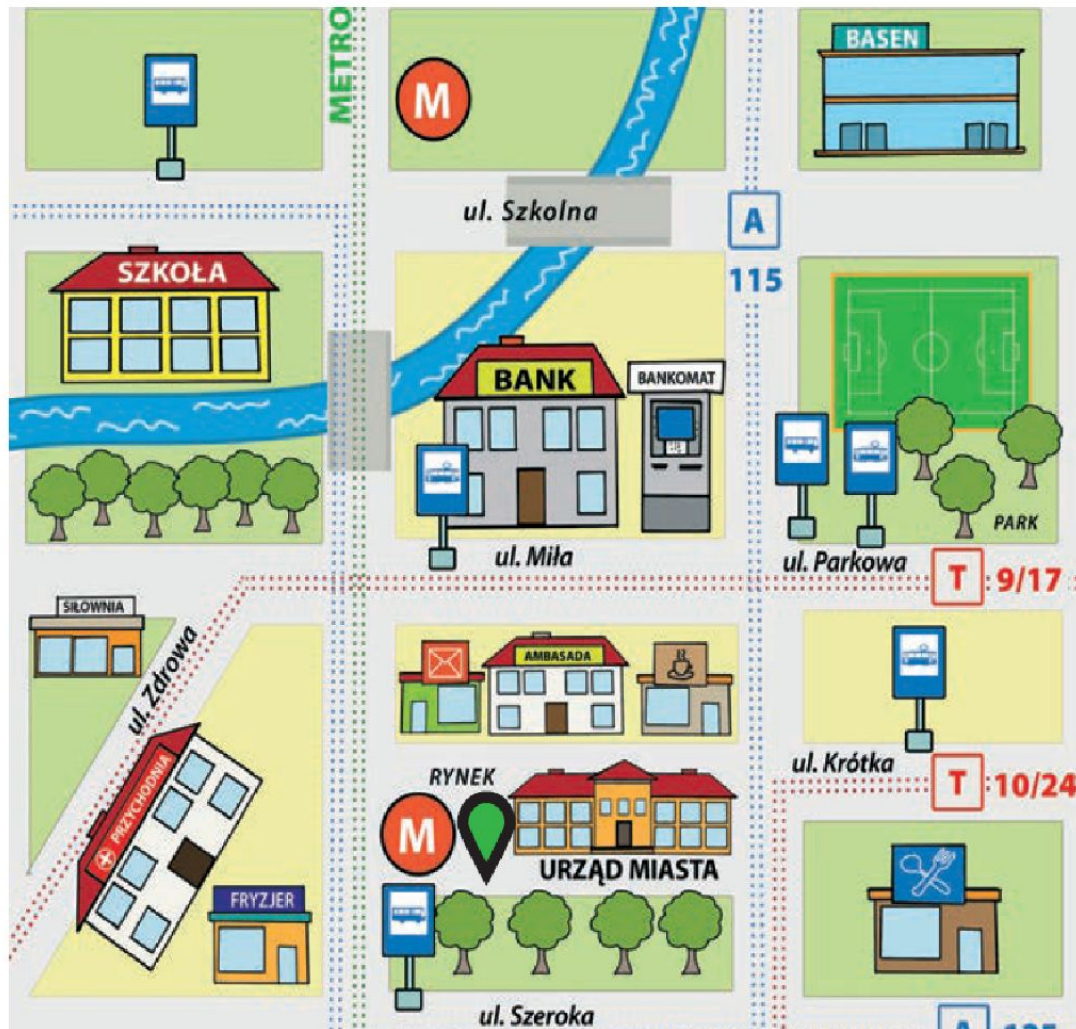 METRO
M
BASEN
ul. Szkolna
A
115
SZKOŁA
BANK
BANKOMAT
PARK
ul. Miła
ul. Parkowa
T 9/17
SIŁOWNIA
ul. Zdrowa
AMBASADA
ul. Krótka
T 10/24
RYNEK
M
URZĄD MIASTA
PRZYCHODNIA
FRYZJER
ul. Szeroka